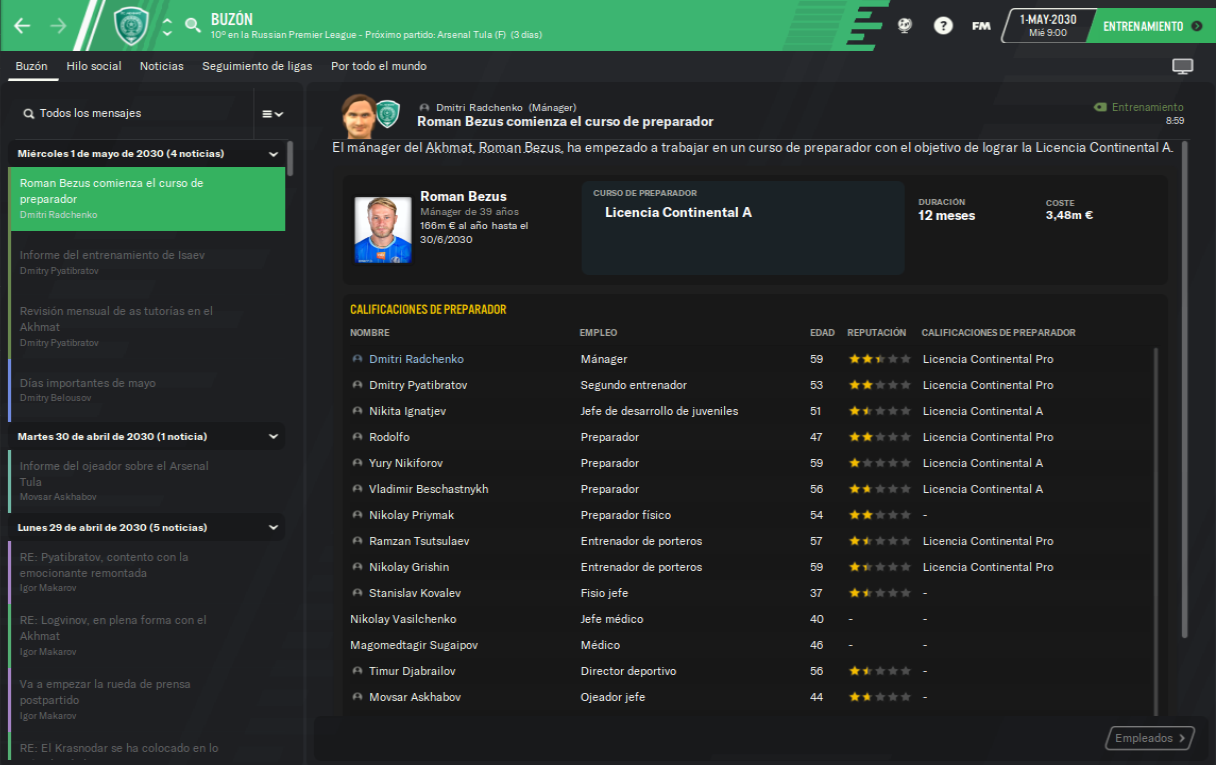 BUZÓN
10º en la Russian Premier League - Próximo partido: Arsenal Tula (F) (3 días)
FM
1-MAY-2030
Mié 9:00
ENTRENAMIENTO
Buzón Hilo social Noticias Seguimiento de ligas Por todo el mundo
Todos los mensajes
Miércoles 1 de mayo de 2030 (4 noticias)
Roman Bezus comienza el curso de
preparador
Dmitri Radchenko
Informe del entrenamiento de Isaev
Dmitry Pyatibratov
Revisión mensual de as tutorías en el
Akhmat
Dmitry Pyatibratov
Días importantes de mayo
Dmitry Belousov
Martes 30 de abril de 2030 (1 noticia)
Informe del ojeador sobre el Arsenal
Tula
Movsar Askhabov
Lunes 29 de abril de 2030 (5 noticias)
RE: Pyatibratov, contento con la
emocionante remontada
Igor Makarov
RE: Logvinov, en plena forma con el
Akhmat
Igor Makarov
Va a empezar la rueda de prensa
postpartido
Igor Makarov
RE: El Krasnodar se ha colocado en lo
Dmitri Radchenko (Mánager)
Roman Bezus comienza el curso de preparador
Entrenamiento
8:59
El mánager del Akhmat, Roman Bezus, ha empezado a trabajar en un curso de preparador con el objetivo de lograr la Licencia Continental A.
Roman Bezus
Mánager de 39 años
166m € al año hasta el
30/6/2030
CURSO DE PREPARADOR
Licencia Continental A
DURACIÓN
12 meses
COSTE
3,48m €
CALIFICACIONES DE PREPARADOR
NOMBRE EMPLEO EDAD REPUTACIÓN CALIFICACIONES DE PREPARADOR
Dmitri Radchenko Mánager 59 Licencia Continental Pro
Dmitry Pyatibratov Segundo entrenador 53 Licencia Continental Pro
Nikita Ignatjev Jefe de desarrollo de juveniles 51 Licencia Continental A
Rodolfo Preparador 47 Licencia Continental Pro
Yury Nikiforov Preparador 59 Licencia Continental A
Vladimir Beschastnykh Preparador 56 Licencia Continental A
Nikolay Priymak Preparador físico 54 -
Ramzan Tsutsulaev Entrenador de porteros 57 Licencia Continental Pro
Nikolay Grishin Entrenador de porteros 59 Licencia Continental Pro
Stanislav Kovalev Fisio jefe 37 -
Nikolay Vasilchenko Jefe médico 40 - -
Magomedtagir Sugaipov Médico 46 - -
Timur Djabrailov Director deportivo 56 -
Movsar Askhabov Ojeador jefe 44 -
Empleados